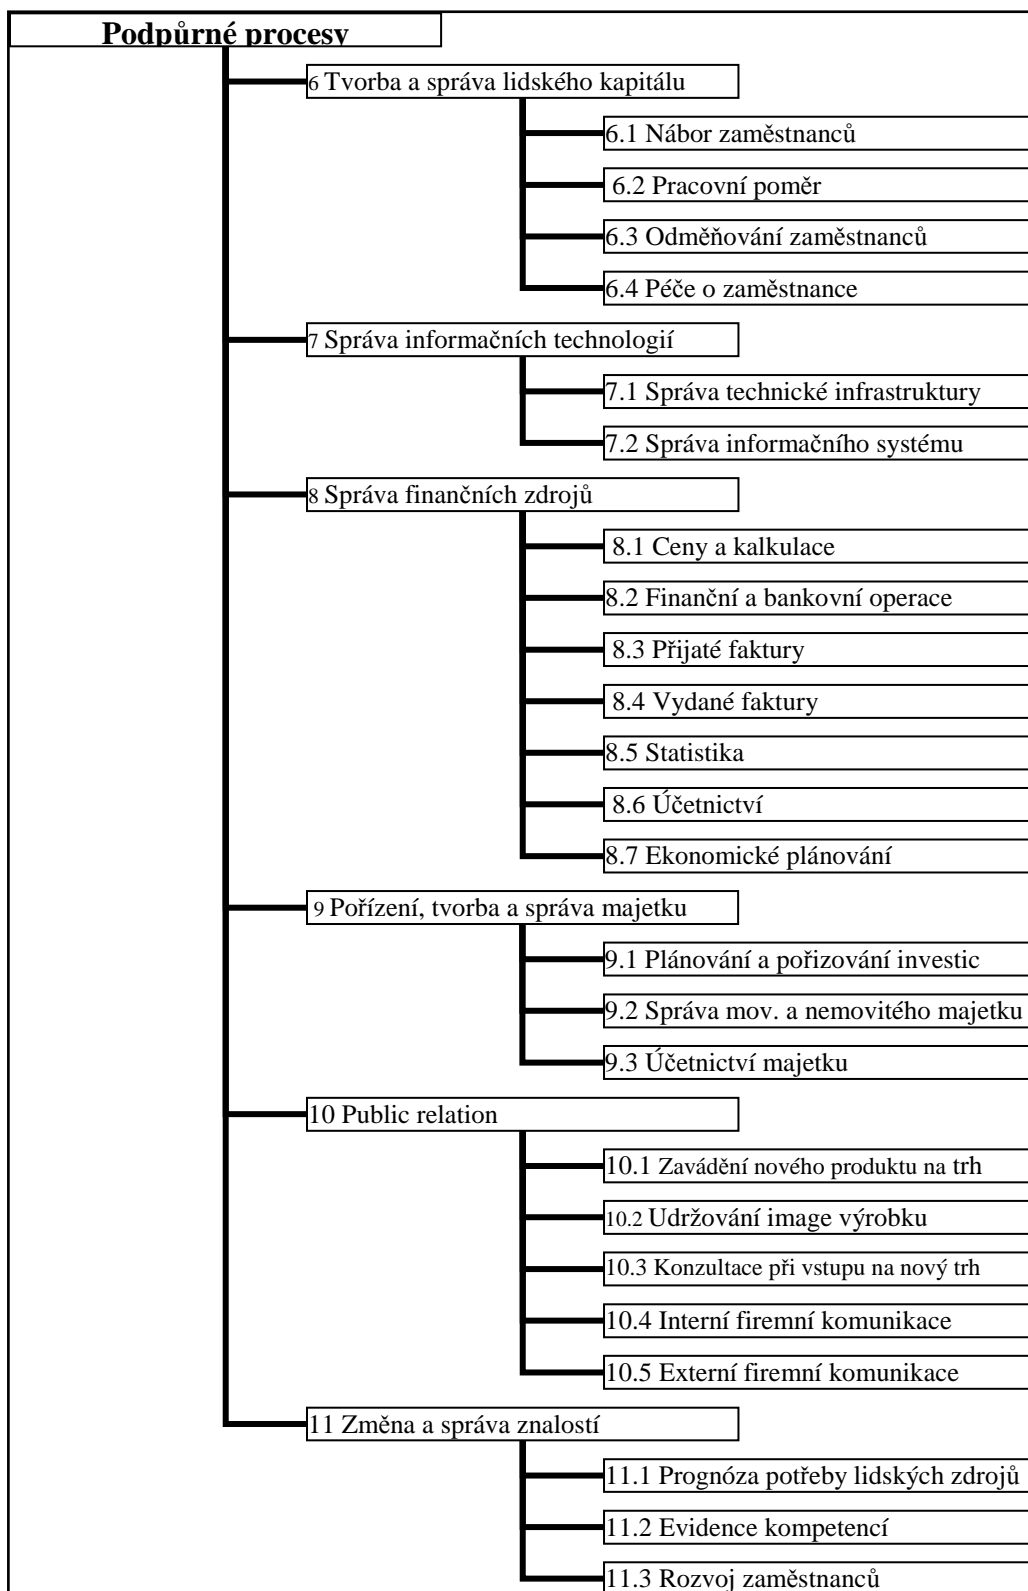 Podpůrné procesy
6 Tvorba a správa lidského kapitálu
6.1 Nábor zaměstnanců
6.2 Pracovní poměr
6.3 Odměňování zaměstnanců
6.4 Péče o zaměstnance
7 Správa informačních technologií
7.1 Správa technické infrastruktury
7.2 Správa informačního systému
8 Správa finančních zdrojů
8.1 Ceny a kalkulace
8.2 Finanční a bankovní operace
8.3 Přijaté faktury
8.4 Vydané faktury
8.5 Statistika
8.6 Účetnictví
8.7 Ekonomické plánování
9 Pořízení, tvorba a správa majetku
9.1 Plánování a pořizování investic
9.2 Správa mov. a nemovitého majetku
9.3 Účetnictví majetku
10 Public relation
10.1 Zavádění nového produktu na trh
10.2 Udržování image výrobku
10.3 Konzultace při vstupu na nový trh
10.4 Interní firemní komunikace
10.5 Externí firemní komunikace
11 Změna a správa znalostí
11.1 Prognóza potřeby lidských zdrojů
11.2 Evidence kompetencí
11.3 Rozvoj zaměstnanců